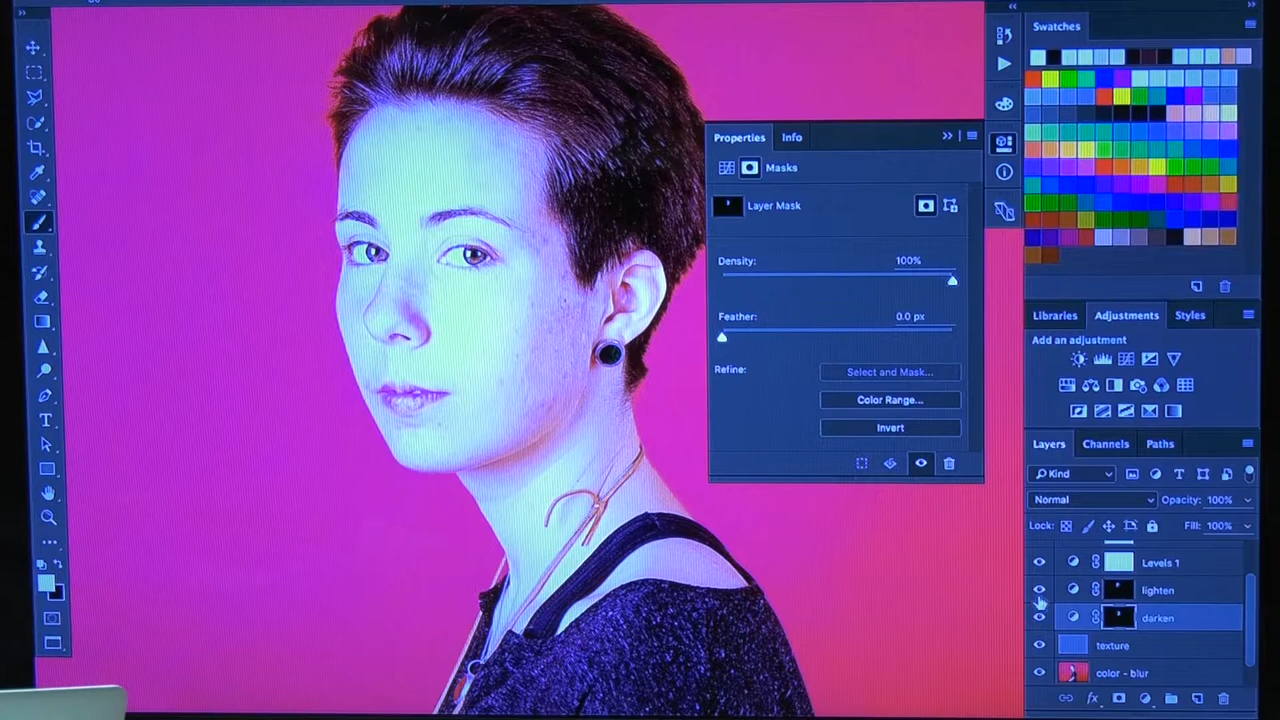 Swatches
Properties
Info
Masks
Layer Mask
Density:
100%
Feather:
0.0 px
Refine:
Select and Mask...
Color Range...
Invert
Libraries
Adjustments
Styles
Add an adjustment
Layers
Channels
Paths
Kind
Normal
Opacity: 100%
Lock:
Fill: 100%
Levels 1
lighten
darken
texture
color - blur